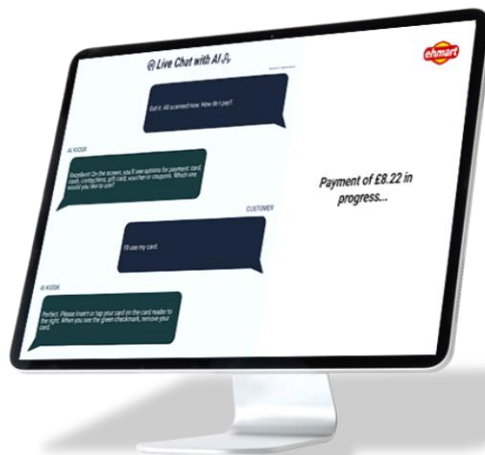 Live Chat with AI
ehmart
Got it. All scanned now. How do I pay?
AI KIOSK
Excellent! On the screen, you'll see options for payment: card,
cash, contactless, gift card, voucher or coupons. Which one
would you like to use?
CUSTOMER
I'll use my card.
AI KIOSK
Perfect. Please insert or tap your card on the card reader to
the right. When you see the green checkmark, remove your
card.
Payment of £8.22 in
progress...